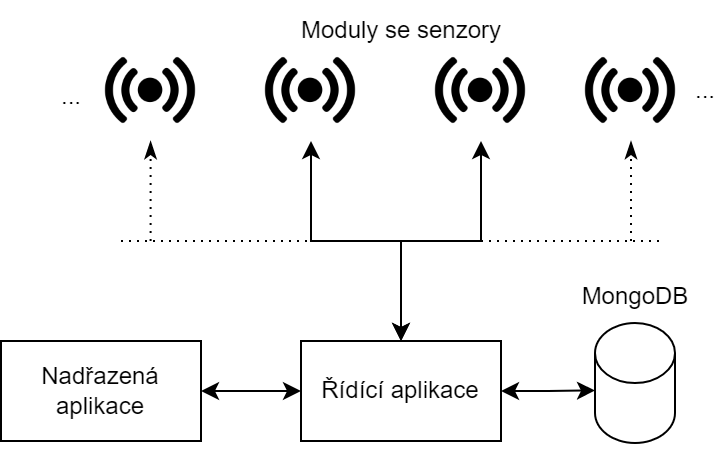 Moduly se senzory
...
...
MongoDB
Nadřazená
aplikace
Řídící aplikace